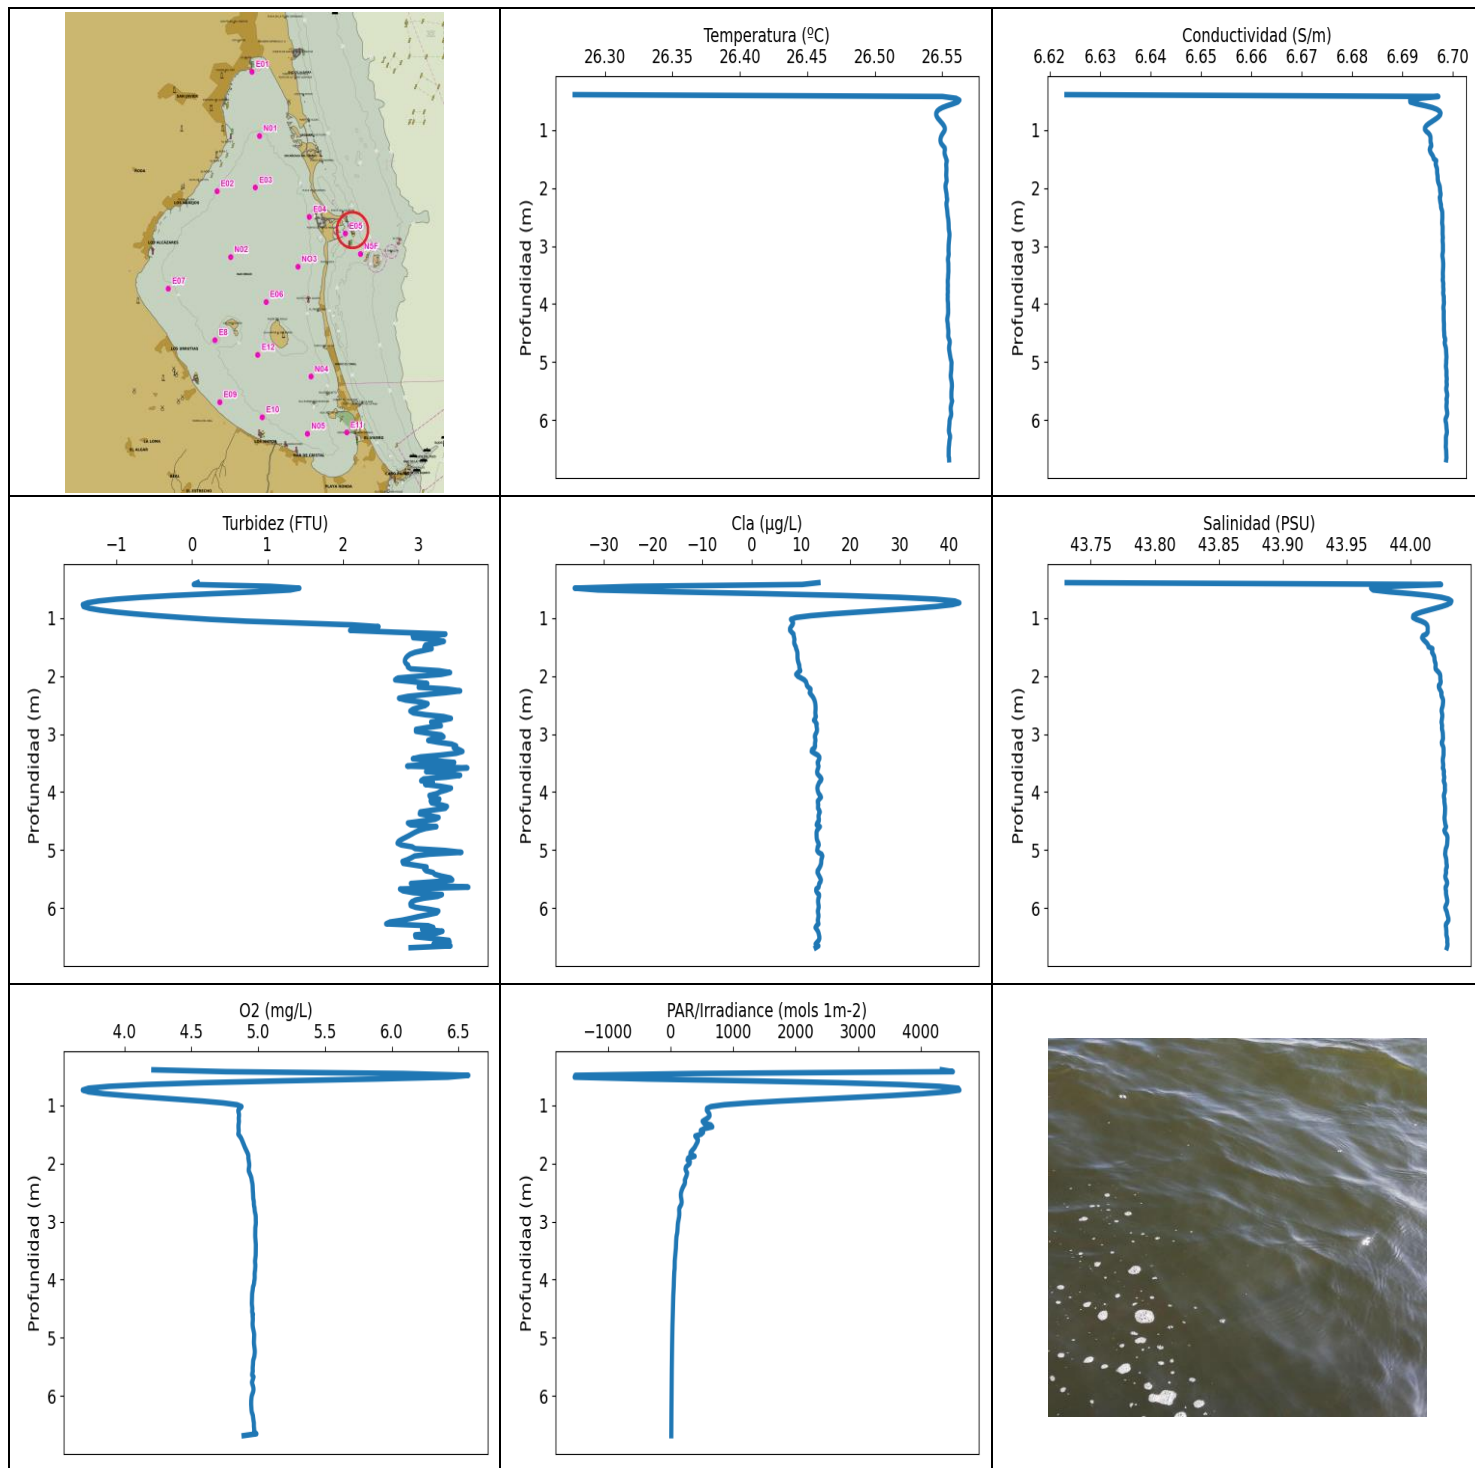 E01
N01
E03
E02
E04
E05
N5F
N02
NO3
E07
E06
E8
E12
N04
E09
E10
N05
E11
Temperatura (ºC)
26.30 26.35 26.40 26.45 26.50 26.55
Profundidad (m)
1
2
3
4
5
6
Conductividad (S/m)
6.62 6.63 6.64 6.65 6.66 6.67 6.68 6.69 6.70
Profundidad (m)
1
2
3
4
5
6
Turbidez (FTU)
−1 0 1 2 3
Profundidad (m)
1
2
3
4
5
6
Cla (µg/L)
−30 −20 −10 0 10 20 30 40
Profundidad (m)
1
2
3
4
5
6
Salinidad (PSU)
43.75 43.80 43.85 43.90 43.95 44.00
Profundidad (m)
1
2
3
4
5
6
O2 (mg/L)
4.0 4.5 5.0 5.5 6.0 6.5
Profundidad (m)
1
2
3
4
5
6
PAR/Irradiance (mols 1m-2)
−1000 0 1000 2000 3000 4000
Profundidad (m)
1
2
3
4
5
6